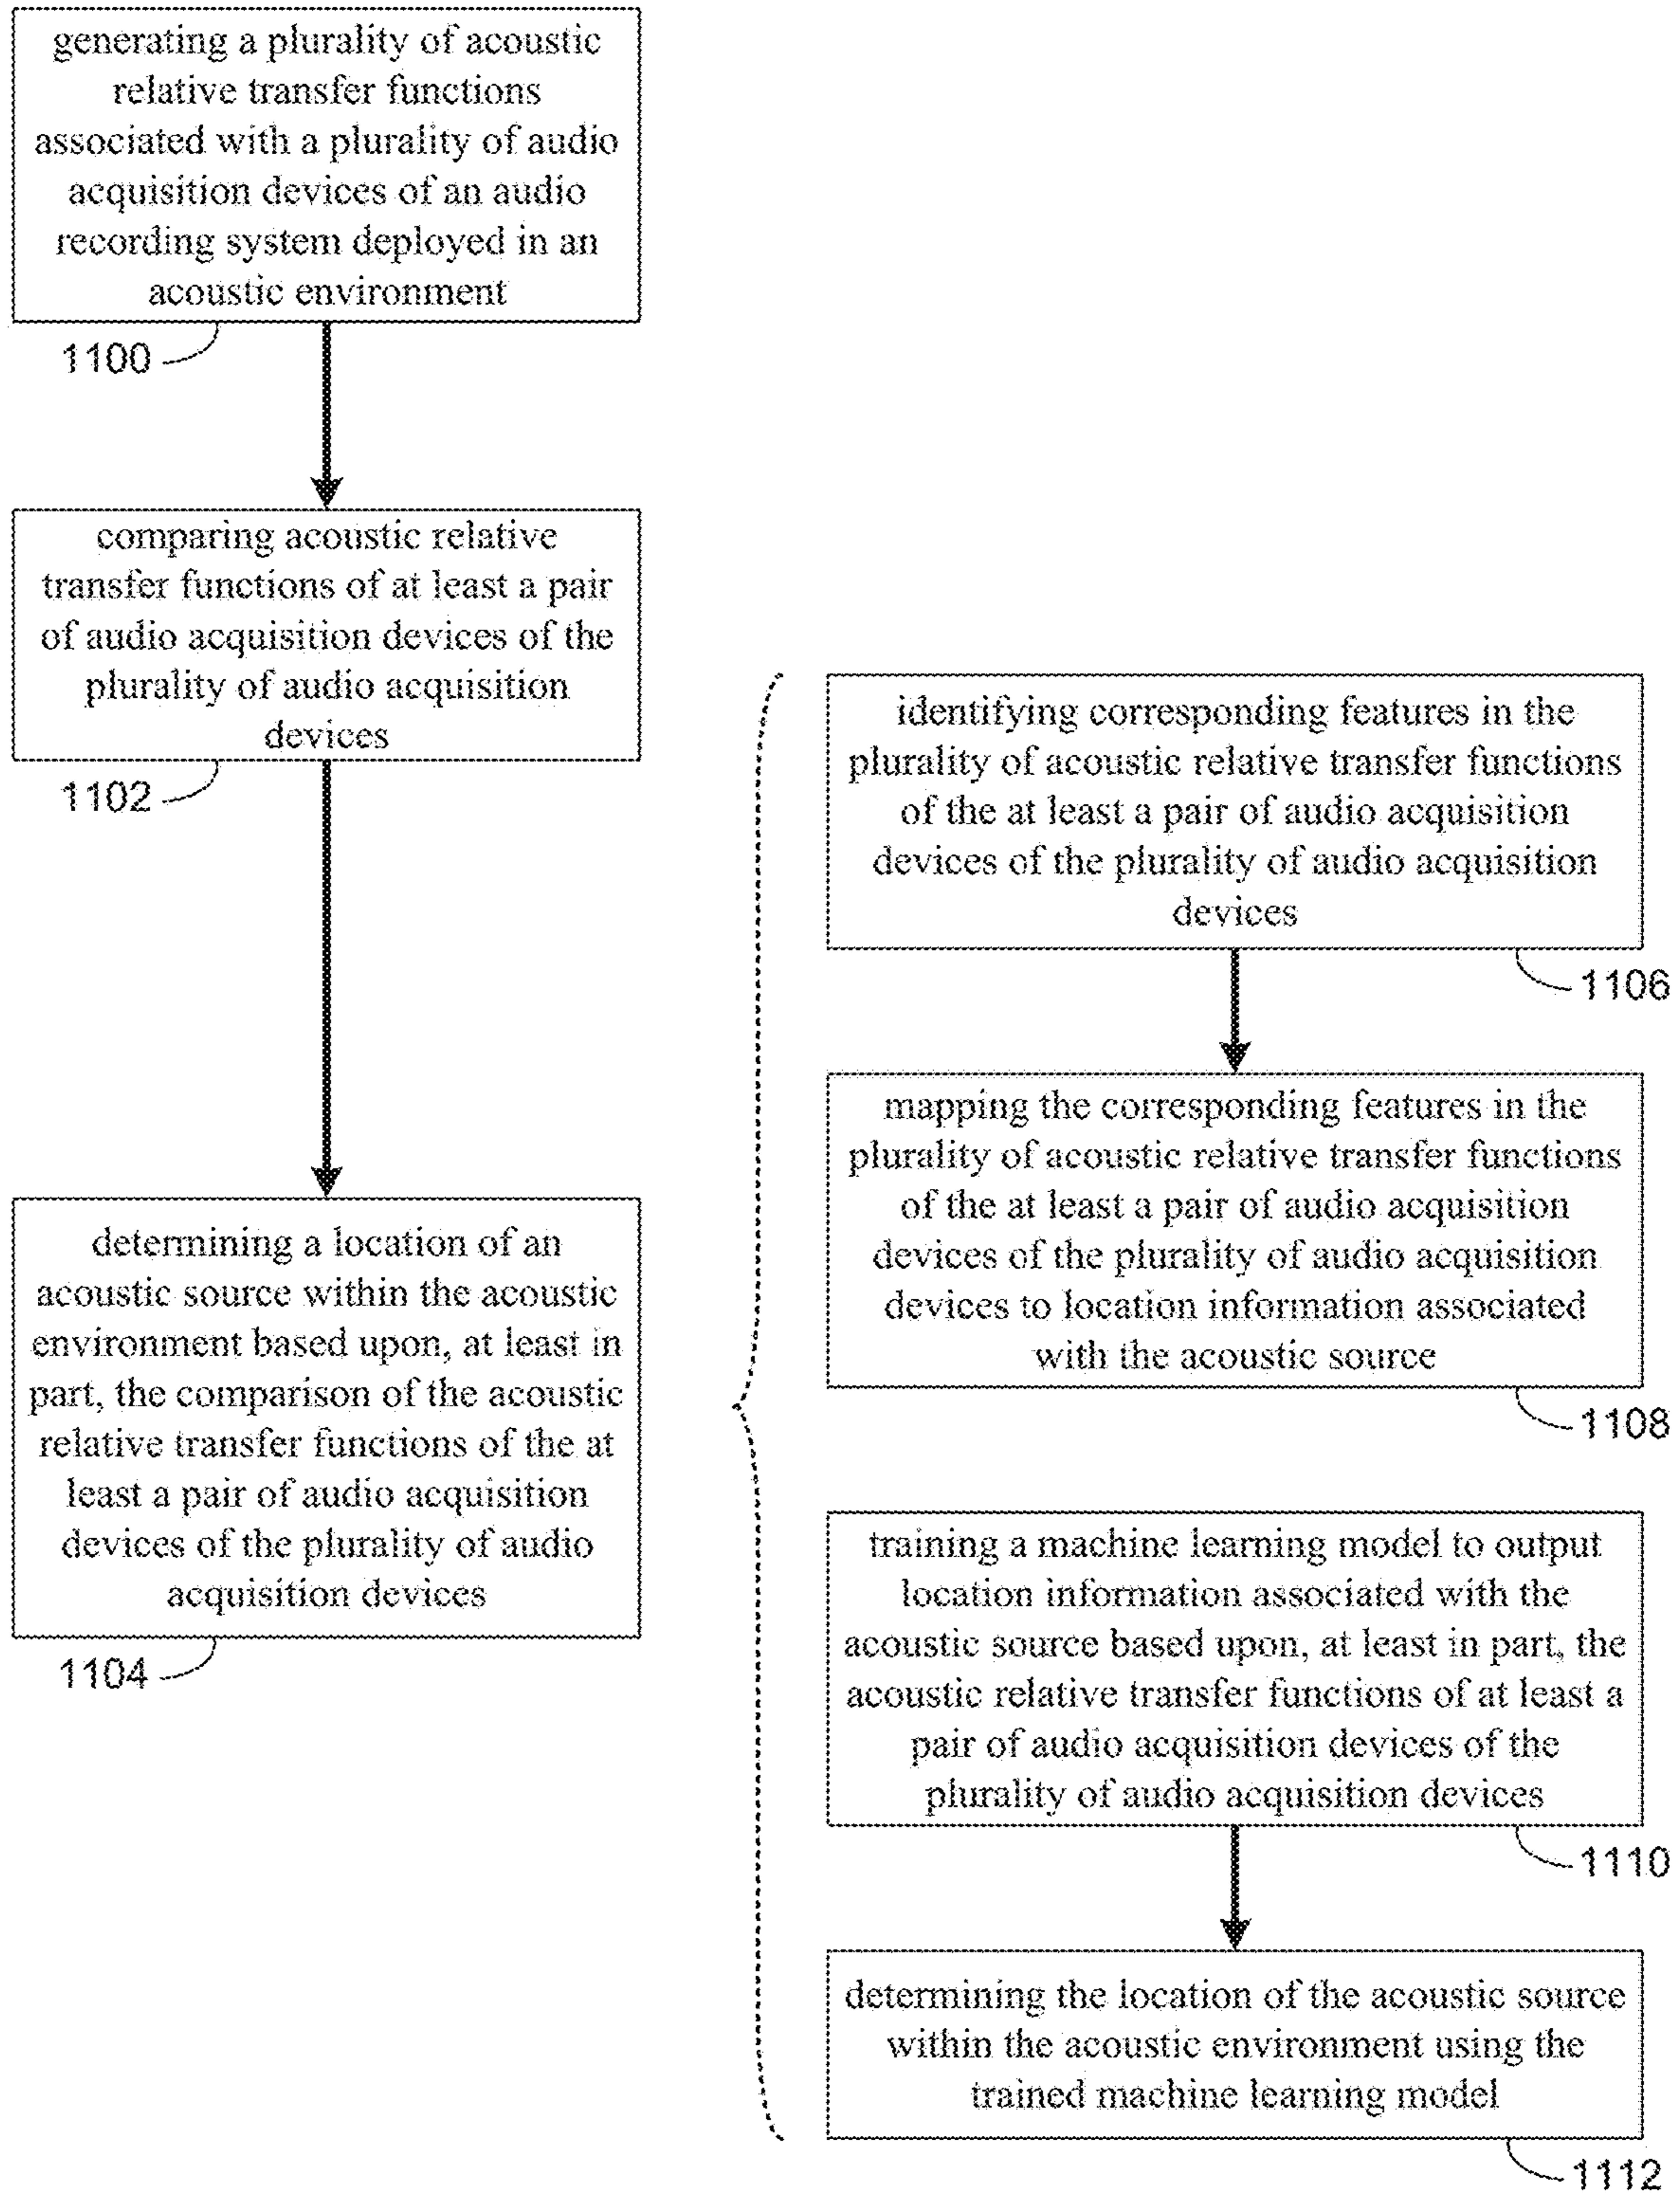 generating a plurality of acoustic
relative transfer functions
associated with a plurality of audio
acquisition devices of an audio
recording system deployed in an
acoustic environment
1100
comparing acoustic relative
transfer functions of at least a pair
of audio acquisition devices of the
plurality of audio acquisition
devices
1102
determining a location of an
acoustic source within the acoustic
environment based upon, at least in
part, the comparison of the acoustic
relative transfer functions of the at
least a pair of audio acquisition
devices of the plurality of audio
acquisition devices
1104
identifying corresponding features in the
plurality of acoustic relative transfer functions
of the at least a pair of audio acquisition
devices of the plurality of audio acquisition
devices
1106
mapping the corresponding features in the
plurality of acoustic relative transfer functions
of the at least a pair of audio acquisition
devices of the plurality of audio acquisition
devices to location information associated
with the acoustic source
1108
training a machine learning model to output
location information associated with the
acoustic source based upon, at least in part, the
acoustic relative transfer functions of at least a
pair of audio acquisition devices of the
plurality of audio acquisition devices
1110
determining the location of the acoustic source
within the acoustic environment using the
trained machine learning model
1112